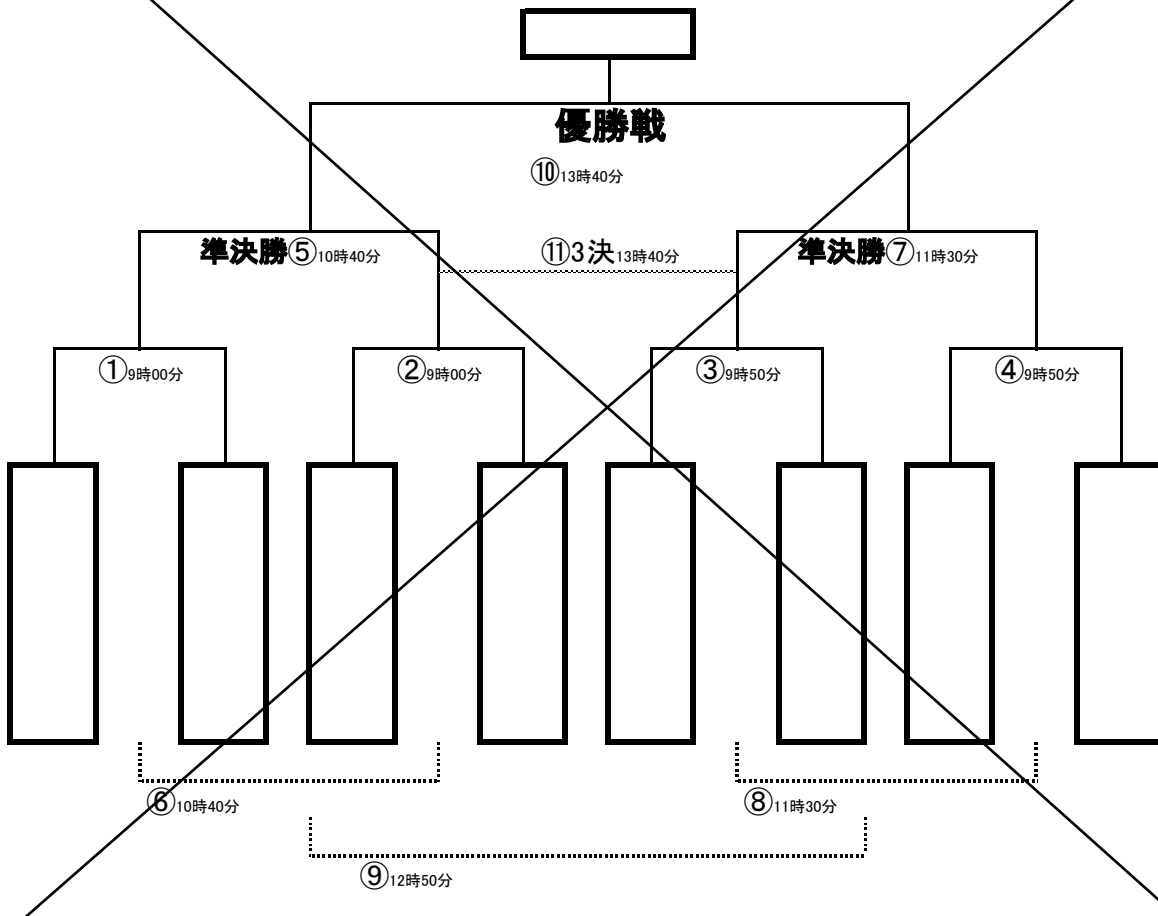 優勝戦
⑩13時40分
準決勝⑤10時40分
⑪3決13時40分
準決勝⑦11時30分
①9時00分
②9時00分
③9時50分
④9時50分
⑥10時40分
⑧11時30分
⑨12時50分